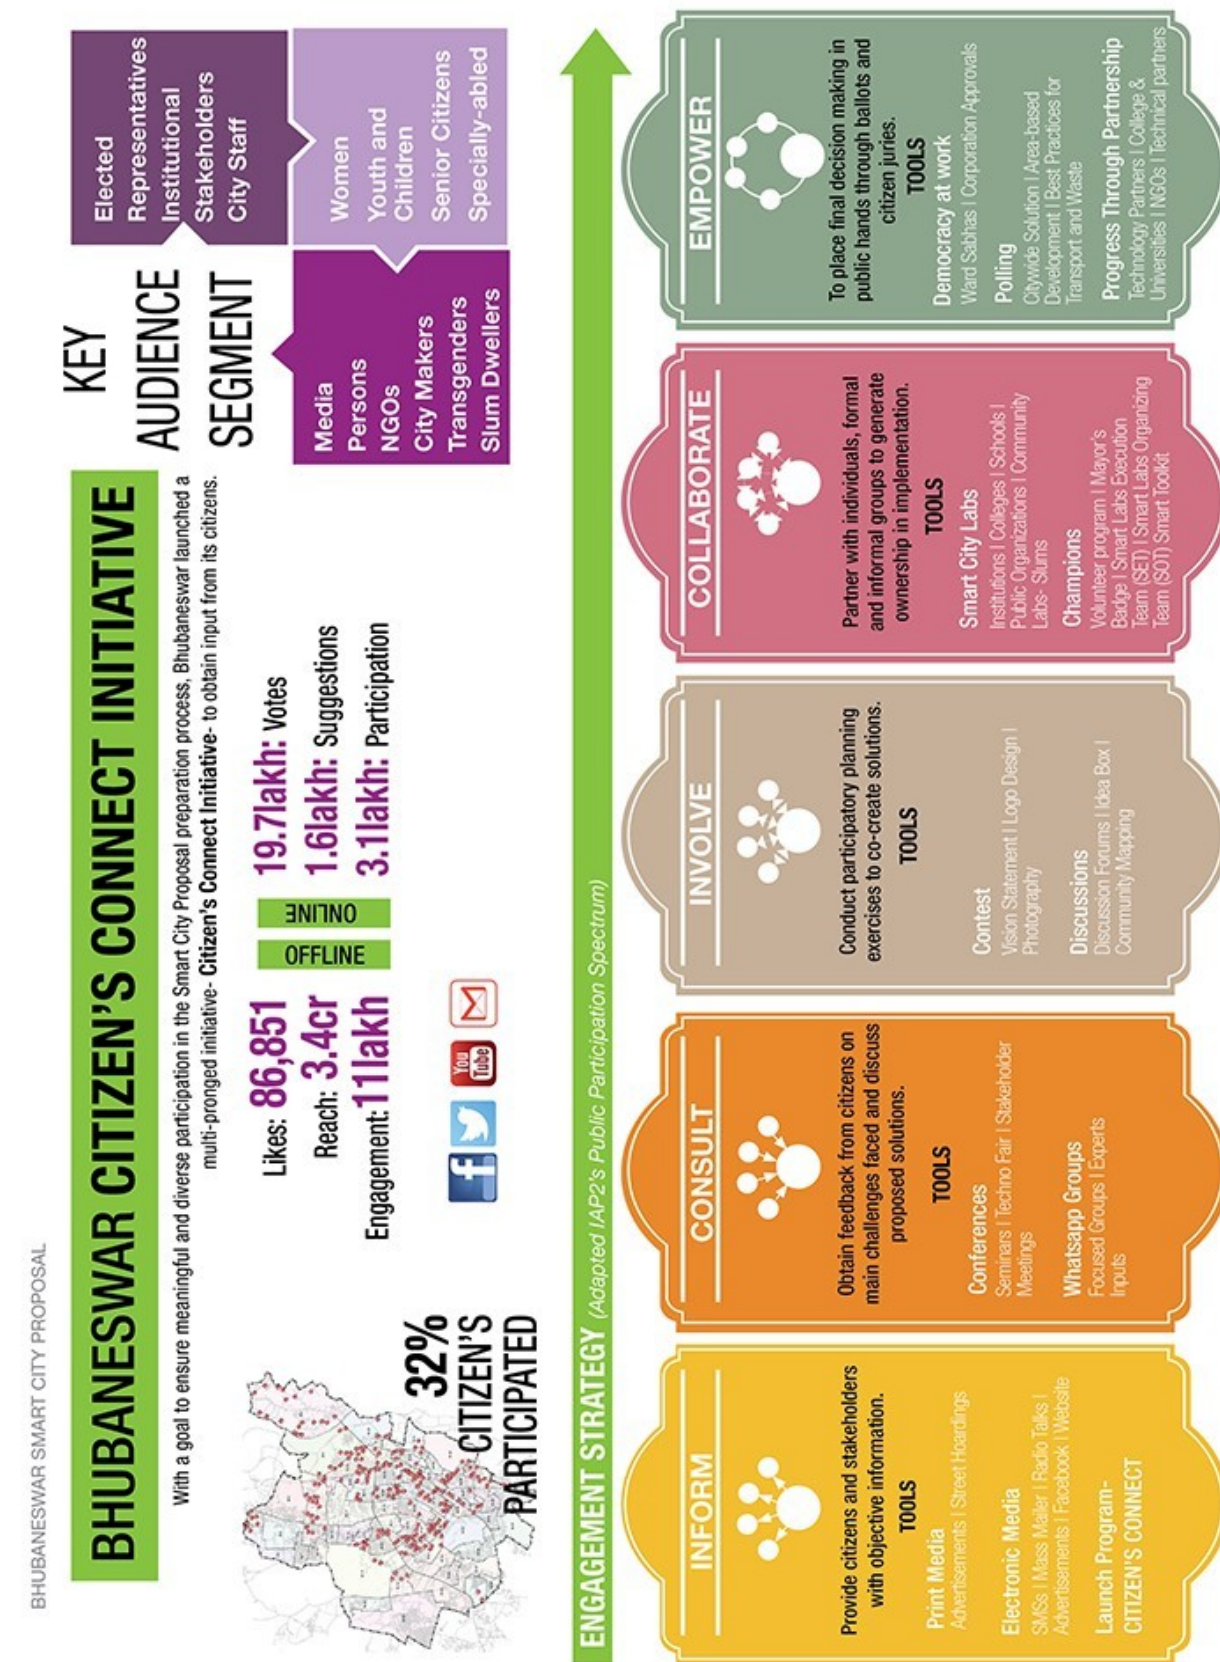 BHUBANESWAR SMART CITY PROPOSAL
BHUBANESWAR CITIZEN'S CONNECT INITIATIVE
With a goal to ensure meaningful and diverse participation in the Smart City Proposal preparation process, Bhubaneswar launched a
multi-pronged initiative- Citizen's Connect Initiative- to obtain input from its citizens.
32%
CITIZEN'S
PARTICIPATED
Likes: 86,851
Reach: 3.4cr
Engagement: 11lakh
You
Tube
OFFLINE
ONLINE
19.7lakh: Votes
1.6lakh: Suggestions
3.1lakh: Participation
KEY
AUDIENCE
SEGMENT
Elected
Representatives
Institutional
Stakeholders
City Staff
Media
Persons
NGOs
City Makers
Transgenders
Slum Dwellers
Women
Youth and
Children
Senior Citizens
Specially-abled
ENGAGEMENT STRATEGY (Adapted IAP2's Public Participation Spectrum)
INFORM
Provide citizens and stakeholders
with objective information.
TOOLS
Print Media
Advertisements | Street Hoardings
Electronic Media
SMSs | Mass Mailer | Radio Talks |
Advertisements | Facebook | Website
Launch Program-
CITIZEN'S CONNECT
CONSULT
Obtain feedback from citizens on
main challenges faced and discuss
proposed solutions.
TOOLS
Conferences
Seminars | Techno Fair | Stakeholder
Meetings
Whatsapp Groups
Focused Groups | Experts
Inputs
INVOLVE
Conduct participatory planning
exercises to co-create solutions.
TOOLS
Contest
Vision Statement | Logo Design |
Photography
Discussions
Discussion Forums | Idea Box |
Community Mapping
COLLABORATE
Partner with individuals, formal
and informal groups to generate
ownership in implementation.
TOOLS
Smart City Labs
Institutions | Colleges | Schools |
Public Organizations | Community
Labs- Slums
Champions
Volunteer program | Mayor's
Badge | Smart Labs Execution
Team (SET) | Smart Labs Organizing
Team (SOT) Smart Toolkit
EMPOWER
To place final decision making in
public hands through ballots and
citizen juries.
TOOLS
Democracy at work
Ward Sabhas | Corporation Approvals
Polling
Citywide Solution | Area-based
Development | Best Practices for
Transport and Waste
Progress Through Partnership
Technology Partners | College &
Universities | NGOs | Technical partners